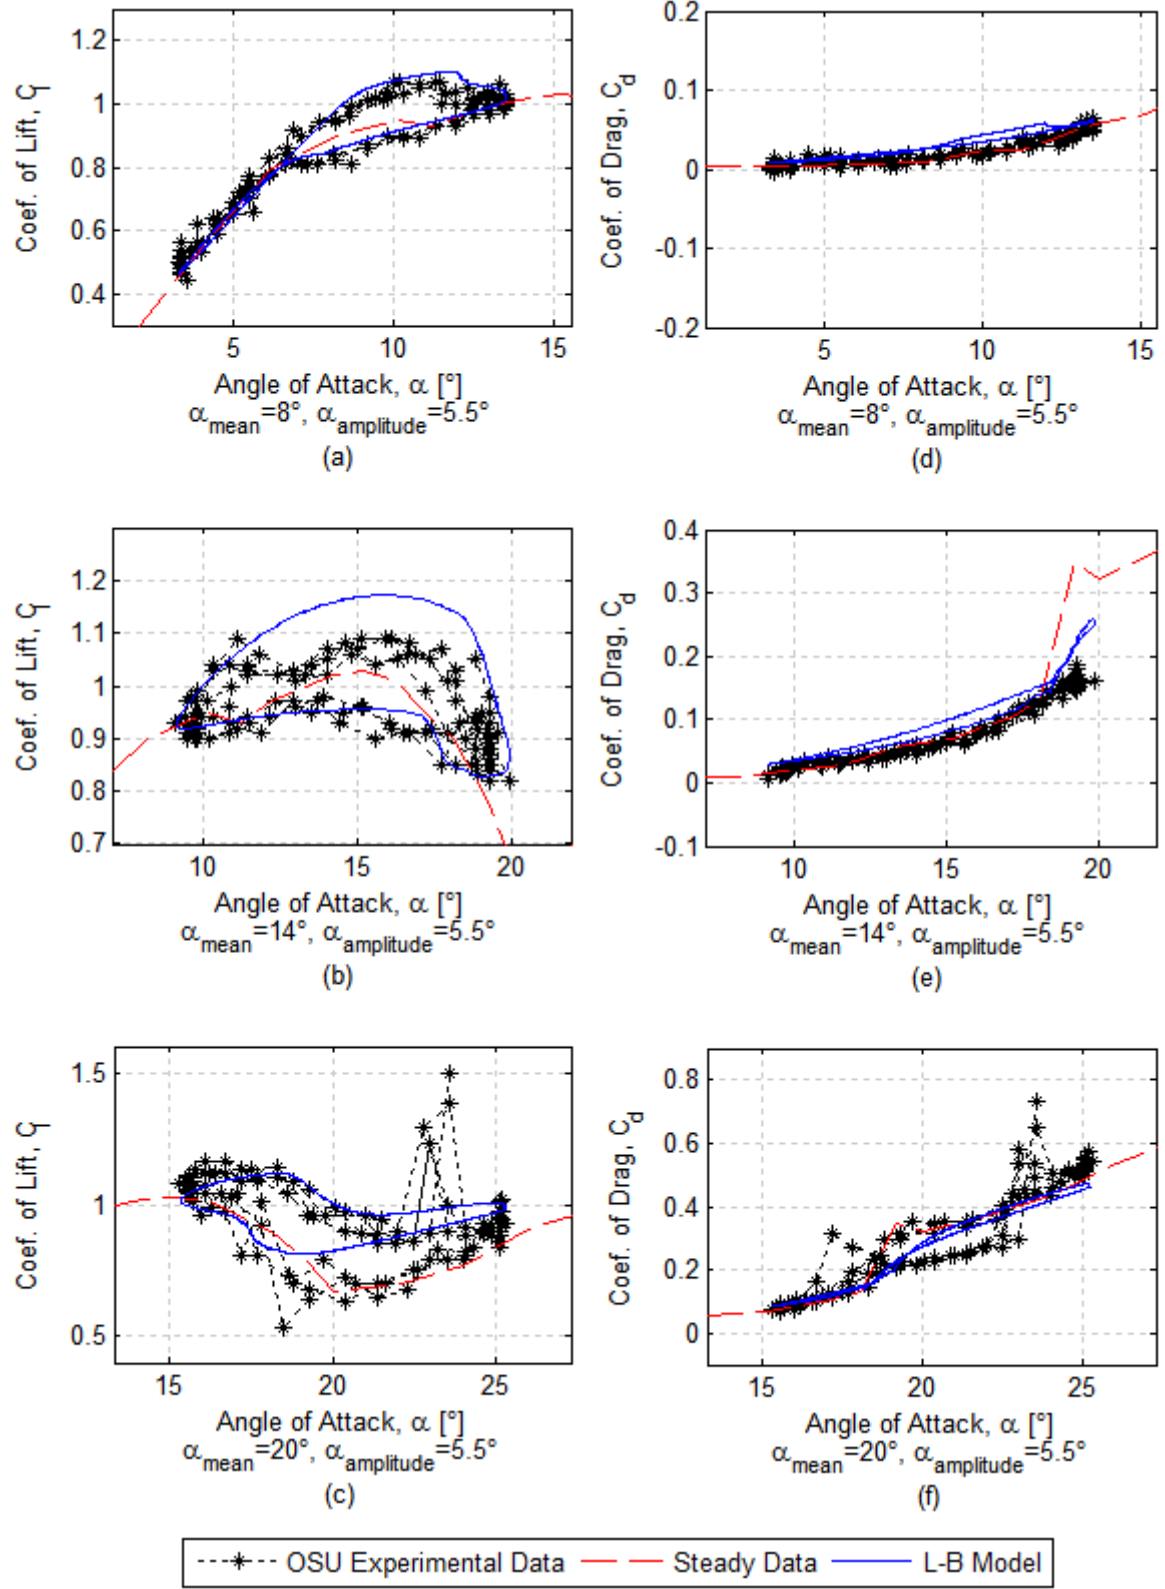 1.2
1
0.8
0.6
0.4
Coef. of Lift, Cl
5 10 15
Angle of Attack, α [°]
αmean=8°, αamplitude=5.5°
(a)
0.2
0.1
0
-0.1
-0.2
Coef. of Drag, Cd
5 10 15
Angle of Attack, α [°]
αmean=8°, αamplitude=5.5°
(d)
1.2
1.1
1
0.9
0.8
0.7
Coef. of Lift, Cl
10 15 20
Angle of Attack, α [°]
αmean=14°, αamplitude=5.5°
(b)
0.4
0.3
0.2
0.1
0
-0.1
Coef. of Drag, Cd
10 15 20
Angle of Attack, α [°]
αmean=14°, αamplitude=5.5°
(e)
1.5
1
0.5
Coef. of Lift, Cl
15 20 25
Angle of Attack, α [°]
αmean=20°, αamplitude=5.5°
(c)
0.8
0.6
0.4
0.2
0
Coef. of Drag, Cd
15 20 25
Angle of Attack, α [°]
αmean=20°, αamplitude=5.5°
(f)
OSU Experimental Data Steady Data L-B Model